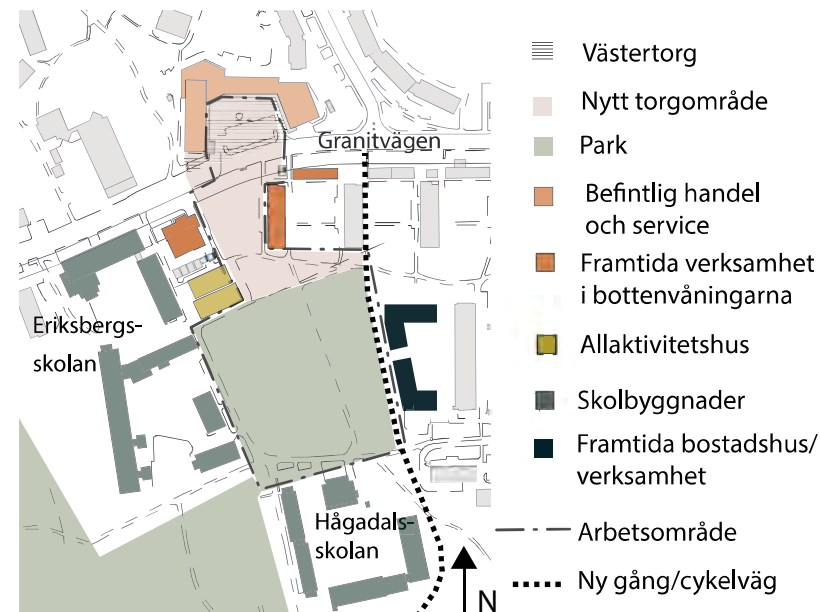 Granitvägen
Eriksbergs-
skolan
Hågadals-
skolan
N
Västertorg
Nytt torgområde
Park
Befintlig handel
och service
Framtida verksamhet
i bottenvåningarna
Allaktivitetshus
Skolbyggnader
Framtida bostadshus/
verksamhet
Arbetsområde
Ny gång/cykelväg